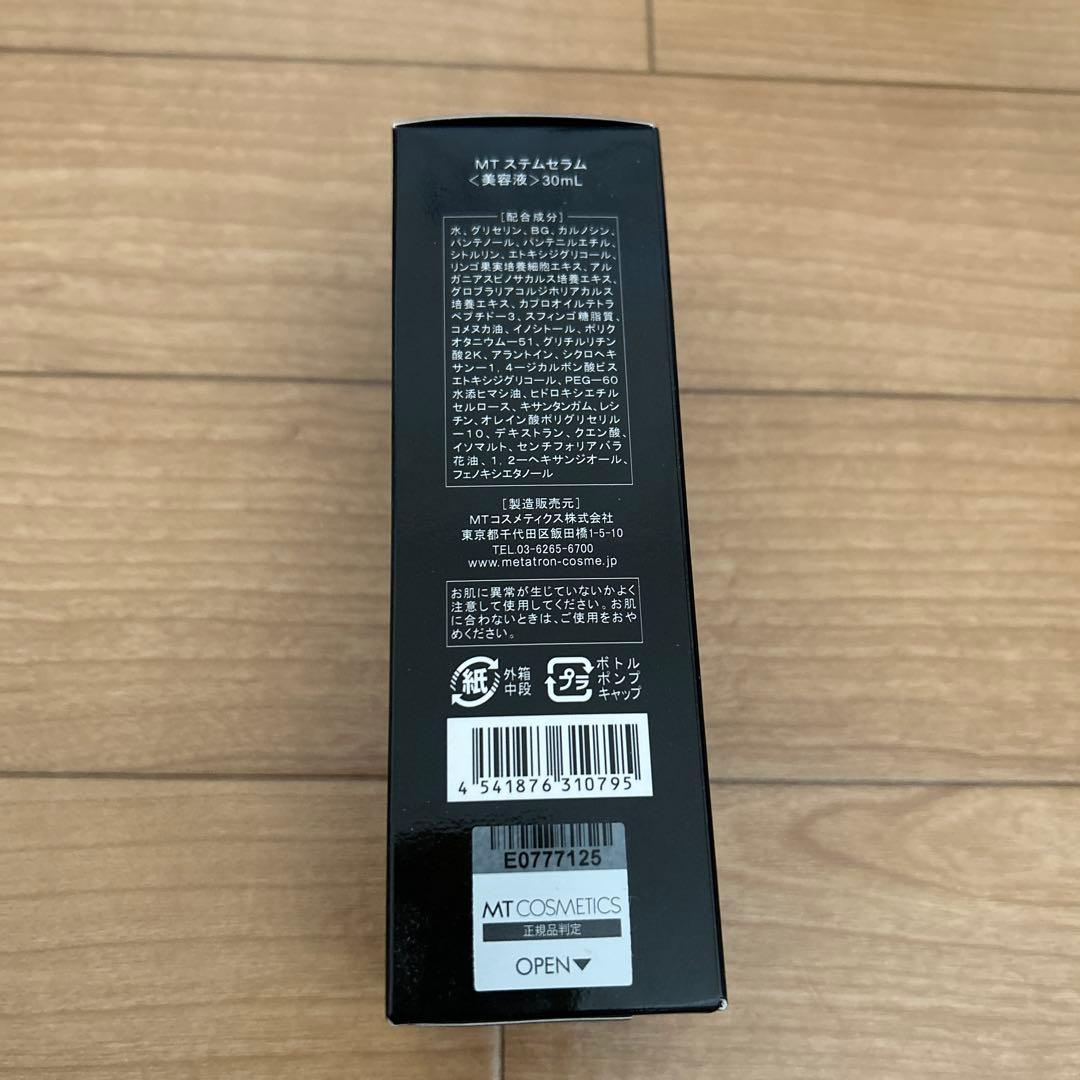 MT ステムセラム
<美容液>30mL
[配合成分]
水、グリセリン、BG、カルノシン、
パンテノール、パンテニルエチル、
シトルリン、エトキシジグリコール、
リンゴ果実培養細胞エキス、アル
ガニアスピノサカルス培養エキス、
グロブラリアコルジホリアカルス
培養エキス、カプロオイルテトラ
ペプチド－3、スフィンゴ糖脂質、
コメヌカ油、イノシトール、ポリク
オタニウム－51、グリチルリチン
酸2K、アラントイン、シクロヘキ
サン－1，4－ジカルボン酸ビス
エトキシジグリコール、PEG－60
水添ヒマシ油、ヒドロキシエチル
セルロース、キサンタンガム、レシ
チン、オレイン酸ポリグリセリル
－10、デキストラン、クエン酸、
イソマルト、センチフォリアバラ
花油、1，2－ヘキサンジオール、
フェノキシエタノール
[製造販売元]
MTコスメティクス株式会社
東京都千代田区飯田橋1-5-10
TEL.03-6265-6700
www.metatron-cosme.jp
お肌に異常が生じていないかよく
注意して使用してください。お肌
に合わないときは、ご使用をおや
めください。
紙 外箱
中段
プラ ボトル
ポンプ
キャップ
4 541876 310795
E0777125
MT COSMETICS
正規品判定
OPEN▼